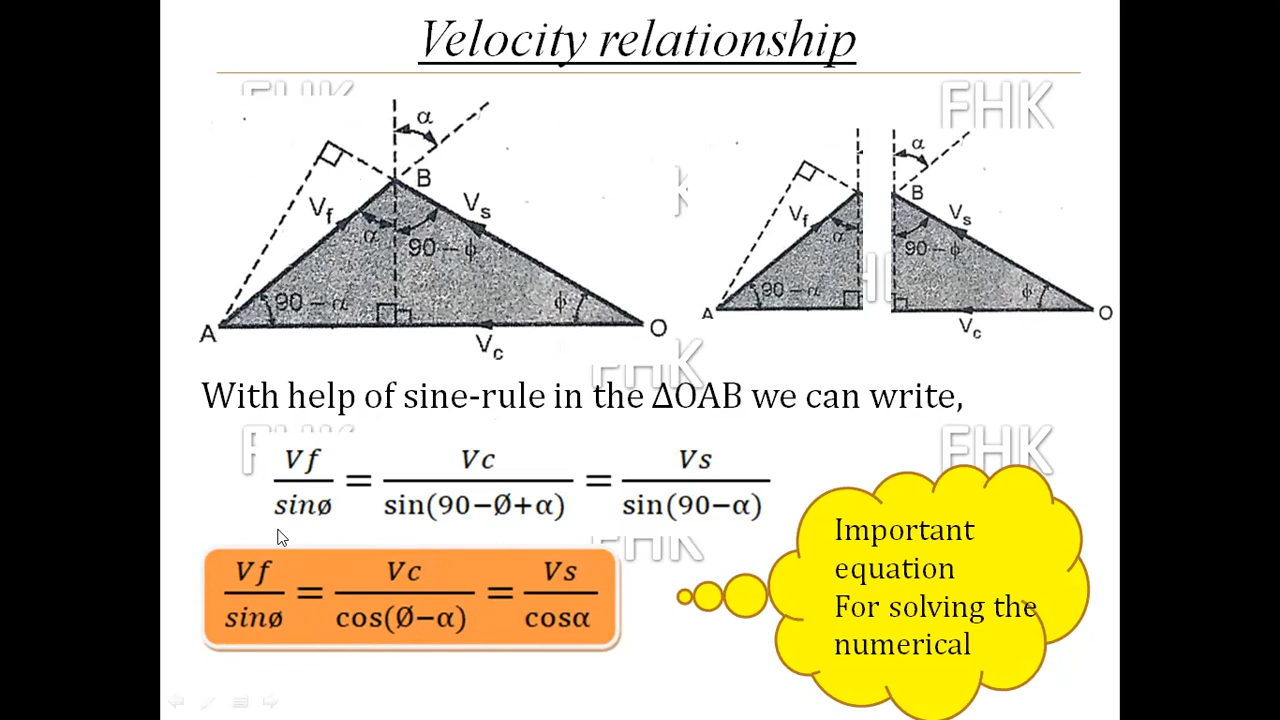 Velocity relationship
FHK
FHK
α
B
Vf
Vs
α
90 - ϕ
90 - α
ϕ
A
O
Vc
α
B
Vf
Vs
α
90 - ϕ
90 - α
ϕ
A
O
Vc
FHK
With help of sine-rule in the ΔOAB we can write,
FHK
Vf/sinø = Vc/sin(90−Ø+α) = Vs/sin(90−α)
FHK
Vf/sinø = Vc/cos(Ø−α) = Vs/cosα
Important
equation
For solving the
numerical